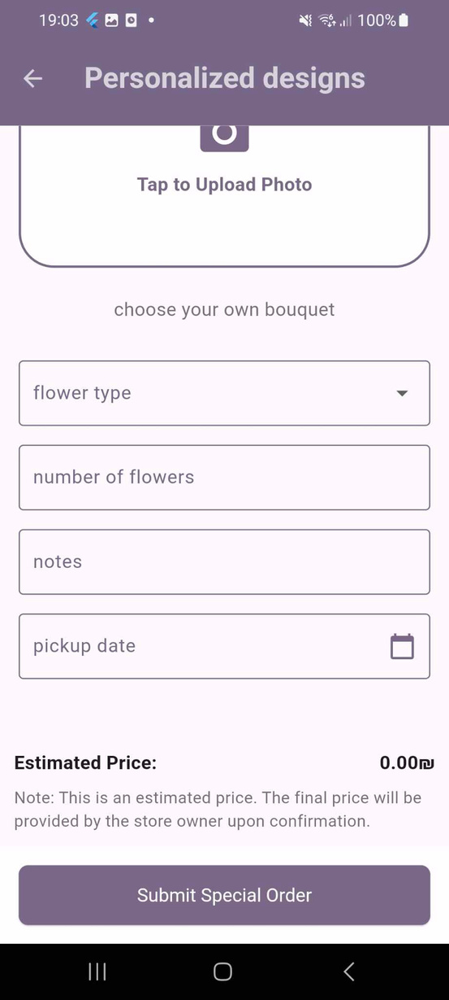 19:03
100%
Personalized designs
Tap to Upload Photo
choose your own bouquet
flower type
number of flowers
notes
pickup date
Estimated Price: 0.00₪
Note: This is an estimated price. The final price will be
provided by the store owner upon confirmation.
Submit Special Order